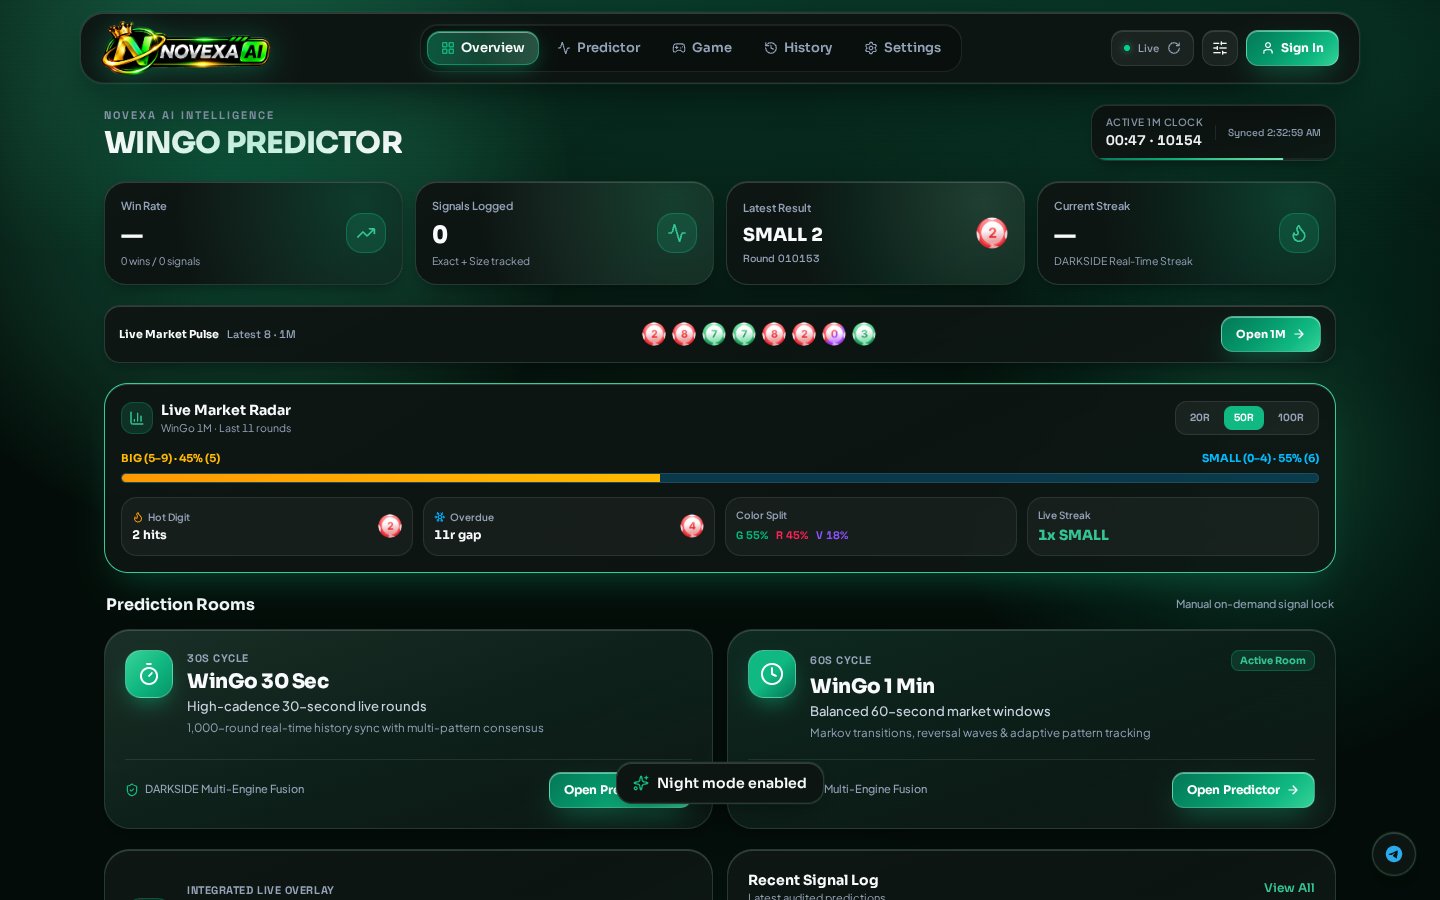 NOVEXA AI
Overview
Predictor
Game
History
Settings
Live
Sign In
NOVEXA AI INTELLIGENCE
WINGO PREDICTOR
ACTIVE 1M CLOCK
00:47 · 10154
Synced 2:32:59 AM
Win Rate
—
0 wins / 0 signals
Signals Logged
0
Exact + Size tracked
Latest Result
SMALL 2
Round 010153
2
Current Streak
—
DARKSIDE Real-Time Streak
Live Market Pulse Latest 8 · 1M
2 8 7 7 8 2 0 3
Open 1M →
Live Market Radar
WinGo 1M · Last 11 rounds
20R 50R 100R
BIG (5–9) · 45% (5)
SMALL (0–4) · 55% (6)
Hot Digit
2 hits
2
Overdue
11r gap
4
Color Split
G 55% R 45% V 18%
Live Streak
1x SMALL
Prediction Rooms
Manual on-demand signal lock
30S CYCLE
WinGo 30 Sec
High-cadence 30-second live rounds
1,000-round real-time history sync with multi-pattern consensus
DARKSIDE Multi-Engine Fusion
Open Pre
60S CYCLE
Active Room
WinGo 1 Min
Balanced 60-second market windows
Markov transitions, reversal waves & adaptive pattern tracking
Multi-Engine Fusion
Open Predictor →
Night mode enabled
INTEGRATED LIVE OVERLAY
Recent Signal Log
Latest audited predictions
View All